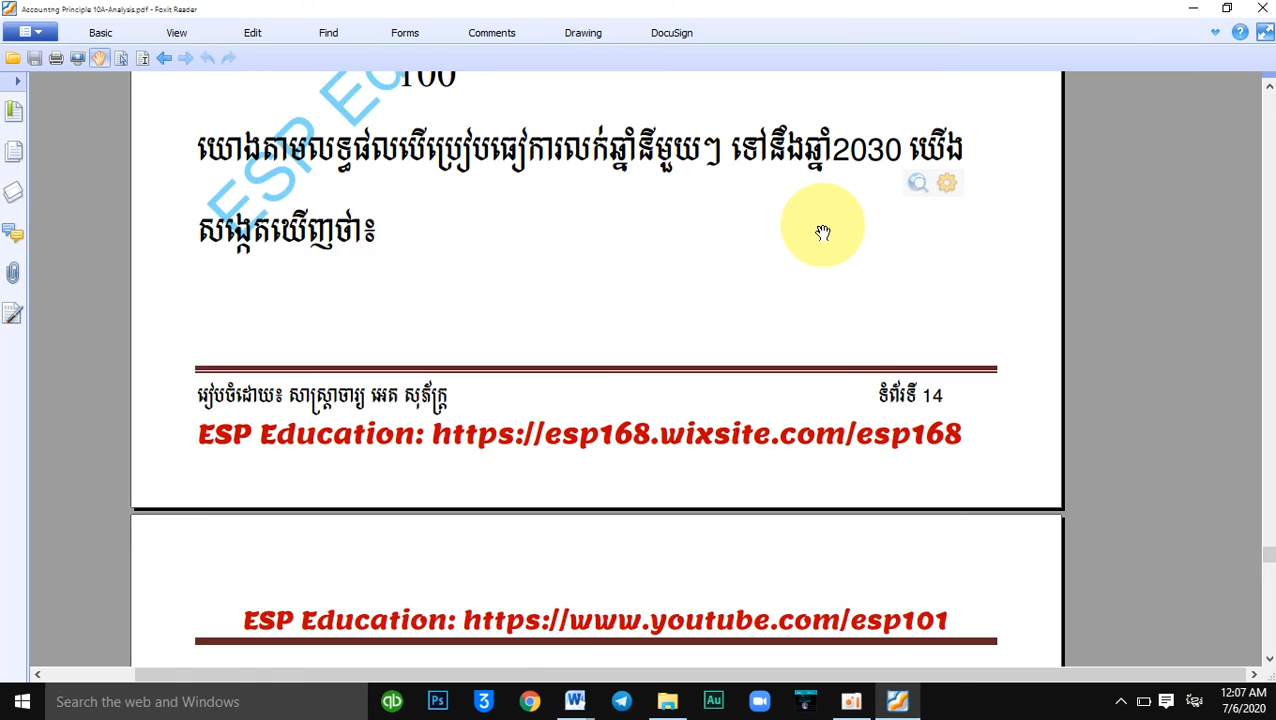 Accountng Principle 10A-Analysis.pdf - Foxit Reader
Basic View Edit Find Forms Comments Drawing DocuSign
100
យោងតាមលទ្ធផលបើប្រៀបធៀបការលក់ឆ្នាំនីមួយៗ ទៅនឹងឆ្នាំ2030 យើង
សង្កេតឃើញថា៖
រៀបចំដោយ៖ សាស្ត្រាចារ្យ អេត សុភ័ក្ត្រ ទំព័រទី 14
ESP Education: https://esp168.wixsite.com/esp168
ESP Education: https://www.youtube.com/esp101
Search the web and Windows
12:07 AM
7/6/2020